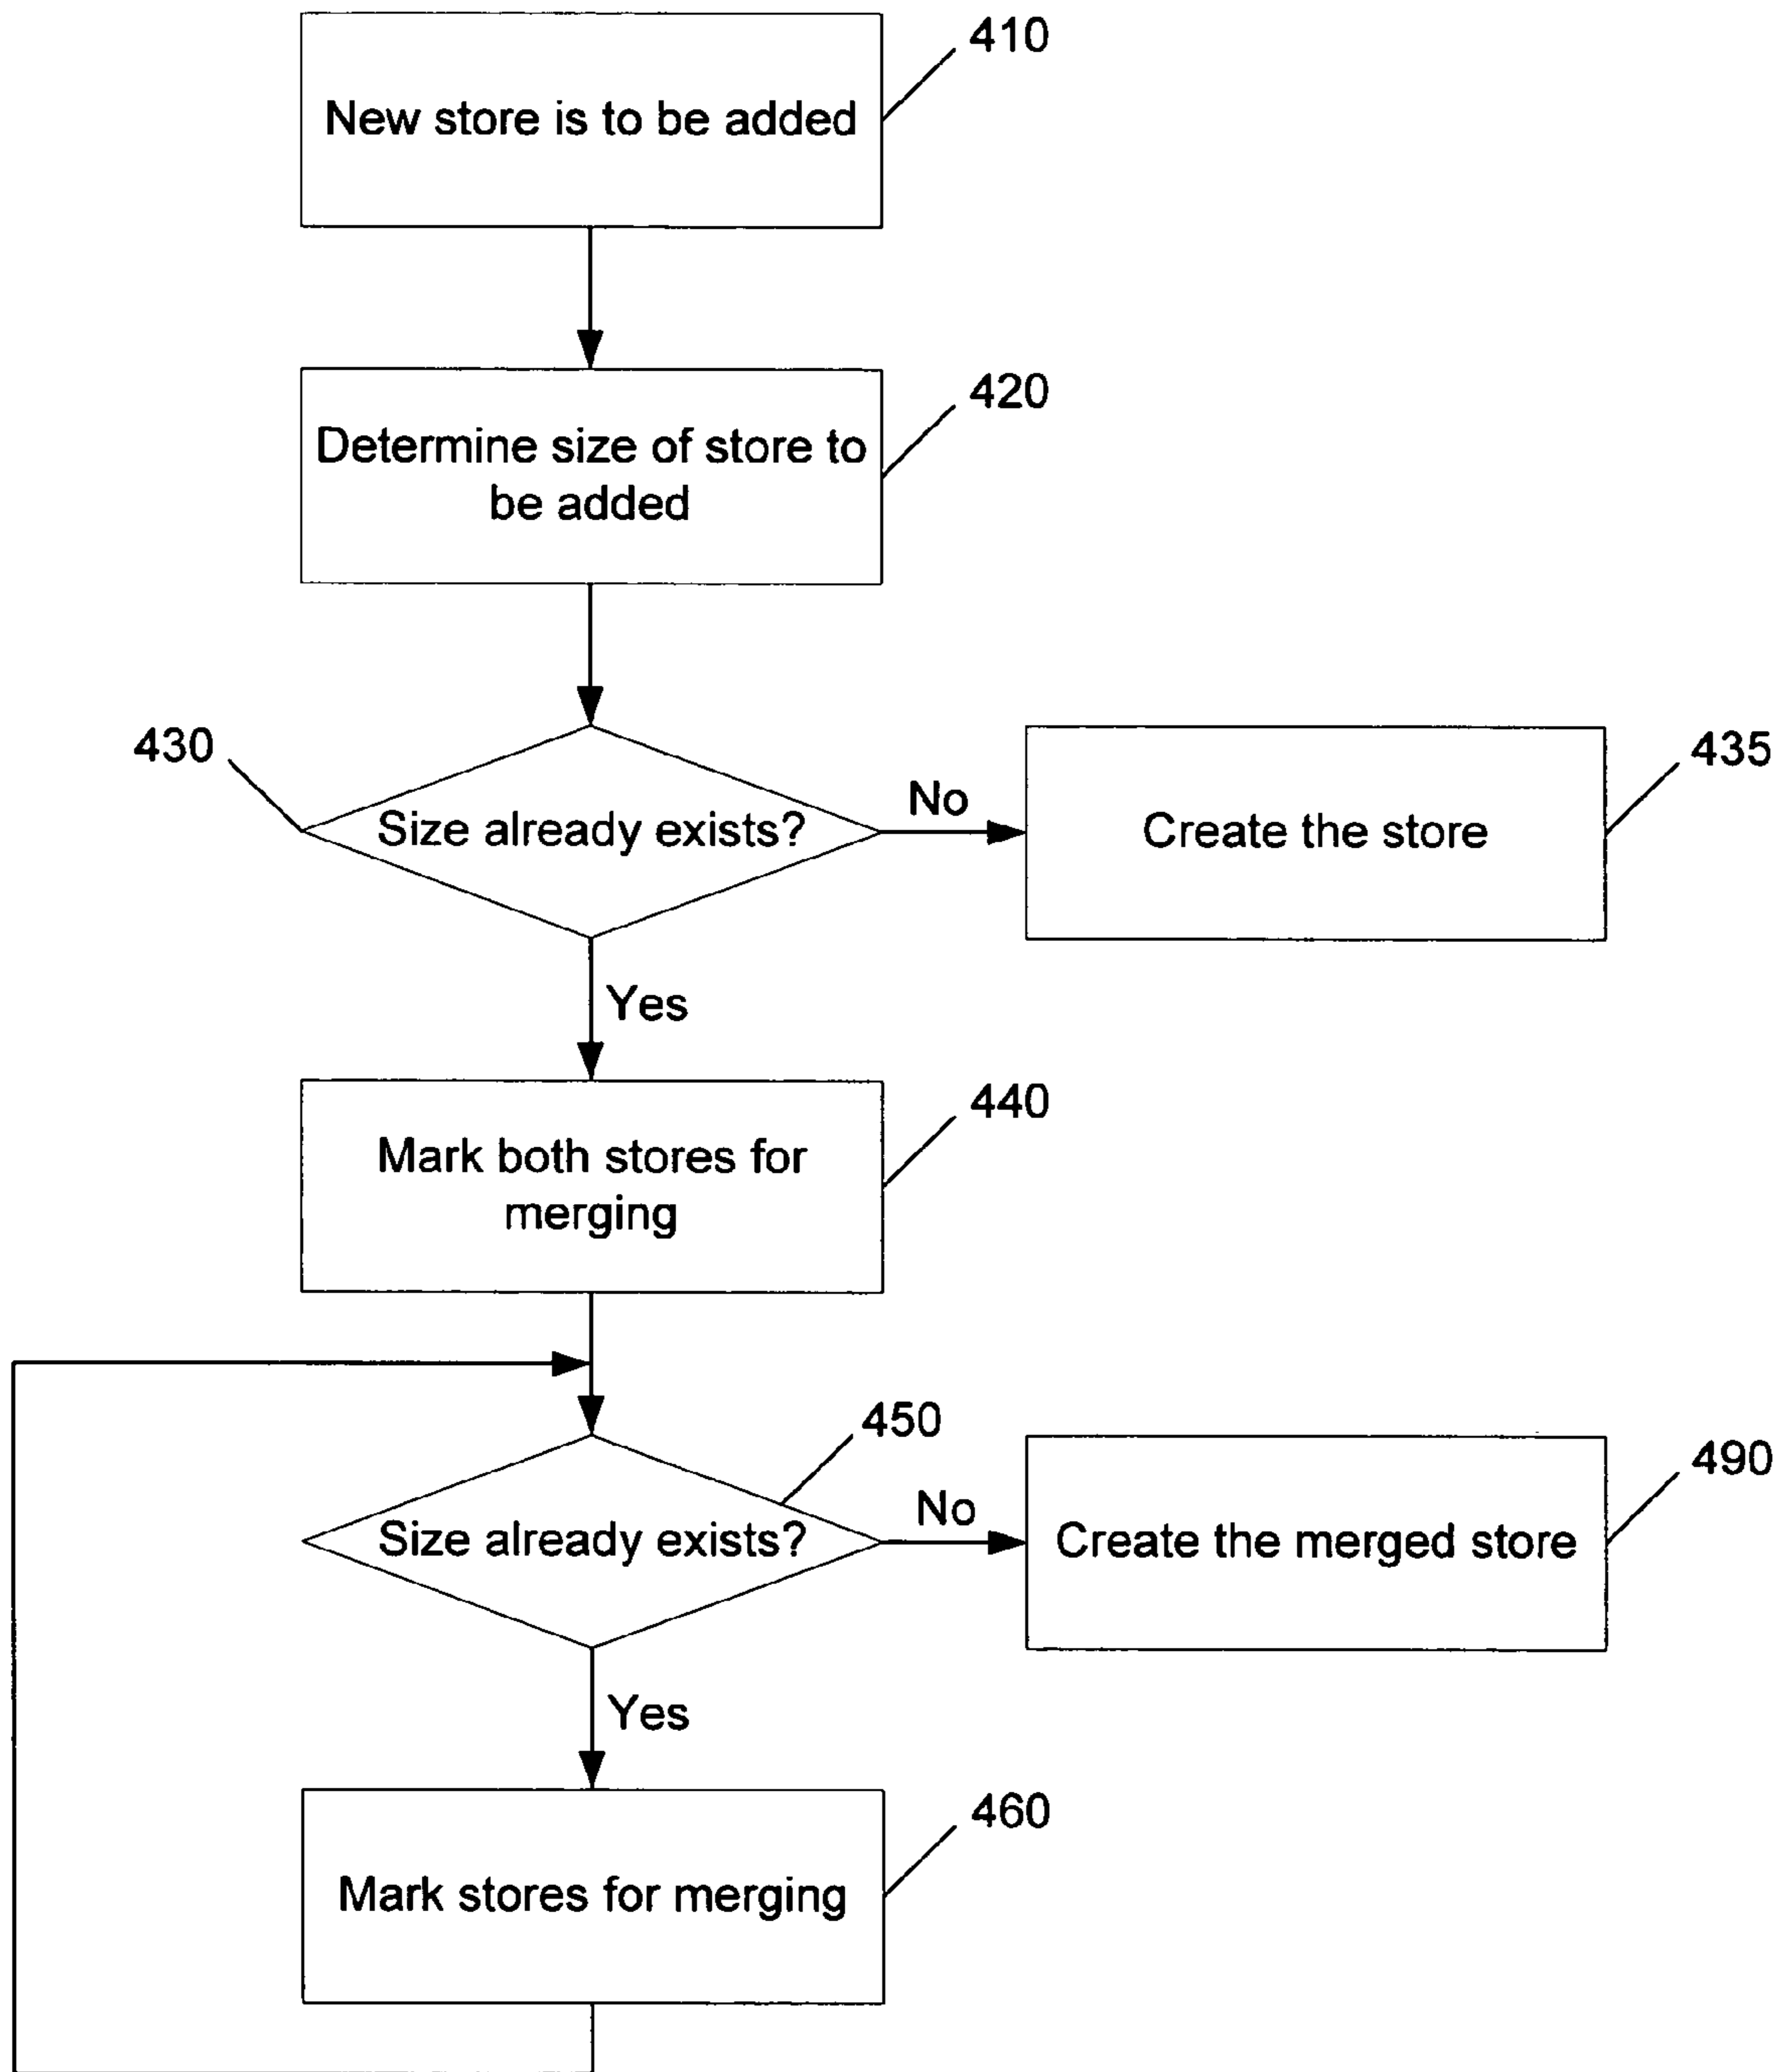 410
New store is to be added
420
Determine size of store to
be added
430
Size already exists?
No
435
Create the store
Yes
440
Mark both stores for
merging
450
Size already exists?
No
490
Create the merged store
Yes
460
Mark stores for merging